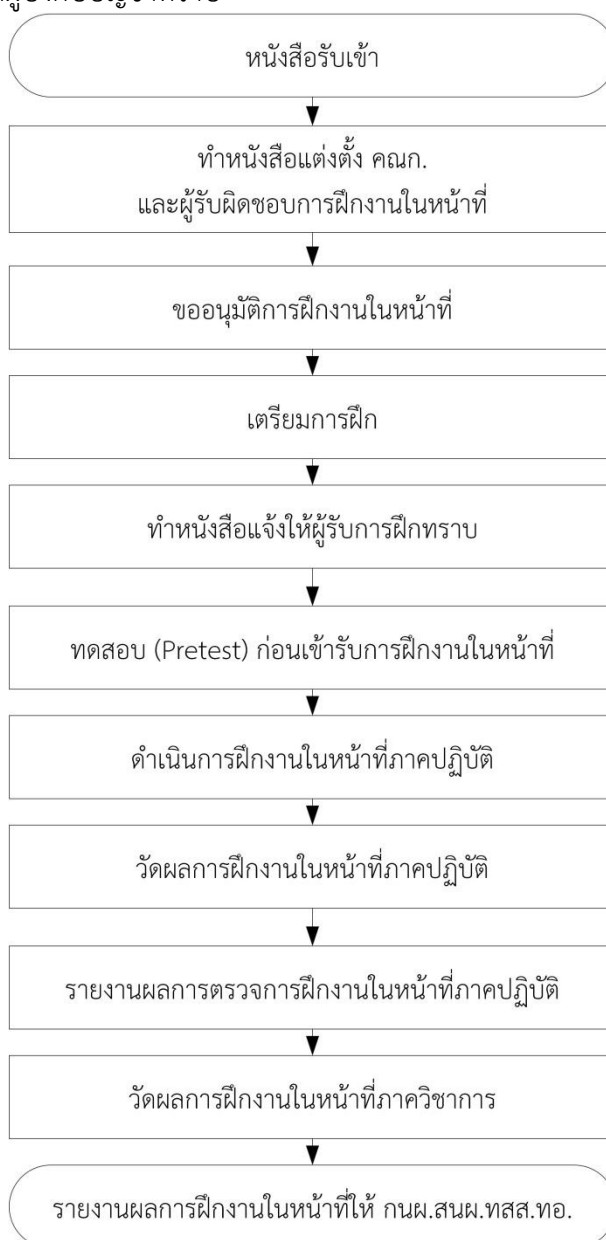 หนังสือรับเข้า
ทำหนังสือแต่งตั้ง คณก.
และผู้รับผิดชอบการฝึกงานในหน้าที่
ขออนุมัติการฝึกงานในหน้าที่
เตรียมการฝึก
ทำหนังสือแจ้งให้ผู้รับการฝึกทราบ
ทดสอบ (Pretest) ก่อนเข้ารับการฝึกงานในหน้าที่
ดำเนินการฝึกงานในหน้าที่ภาคปฏิบัติ
วัดผลการฝึกงานในหน้าที่ภาคปฏิบัติ
รายงานผลการตรวจการฝึกงานในหน้าที่ภาคปฏิบัติ
วัดผลการฝึกงานในหน้าที่ภาควิชาการ
รายงานผลการฝึกงานในหน้าที่ให้ กนผ.สนผ.ทสส.ทอ.